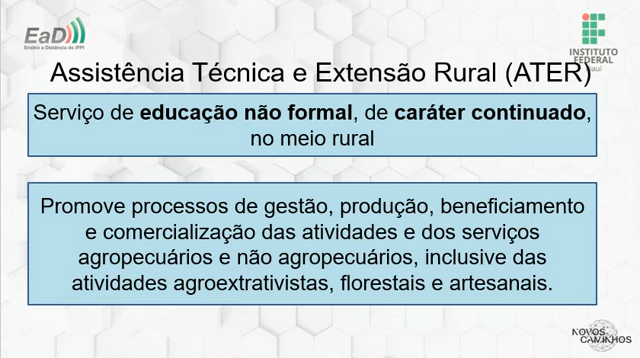 EaD
Ensino a Distância do IFPI
INSTITUTO
FEDERAL
Piauí
Assistência Técnica e Extensão Rural (ATER)
Serviço de educação não formal, de caráter continuado,
no meio rural
Promove processos de gestão, produção, beneficiamento
e comercialização das atividades e dos serviços
agropecuários e não agropecuários, inclusive das
atividades agroextrativistas, florestais e artesanais.
NOVOS
CAMINHOS